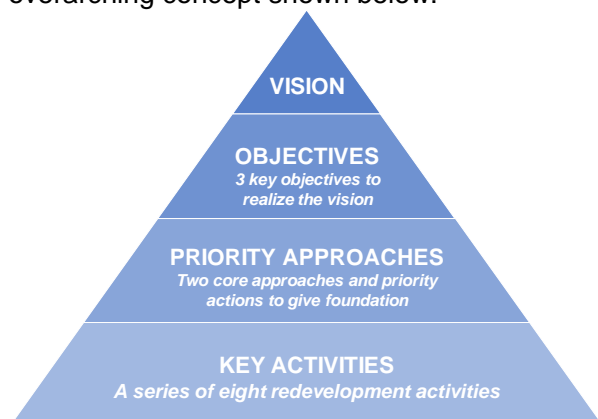 overarching concept shown below.
VISION
OBJECTIVES
3 key objectives to
realize the vision
PRIORITY APPROACHES
Two core approaches and priority
actions to give foundation
KEY ACTIVITIES
A series of eight redevelopment activities